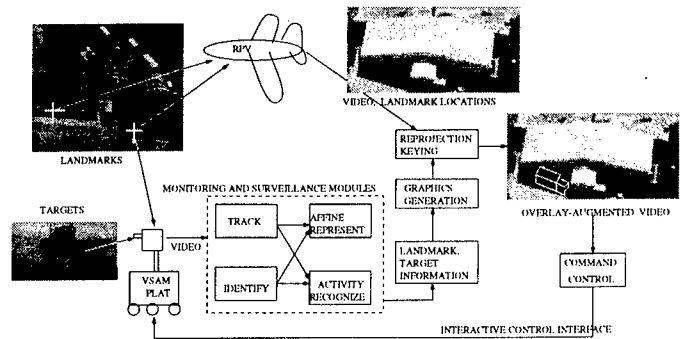 RPV
VIDEO, LANDMARK LOCATIONS
LANDMARKS
REPROJECTION
KEYING
MONITORING AND SURVEILLANCE MODULES
GRAPHICS
GENERATION
TARGETS
OVERLAY-AUGMENTED VIDEO
TRACK
AFFINE
REPRESENT
VIDEO
LANDMARK,
TARGET
INFORMATION
COMMAND
CONTROL
VSAM
PLAT
IDENTIFY
ACTIVITY
RECOGNIZE
INTERACTIVE CONTROL INTERFACE